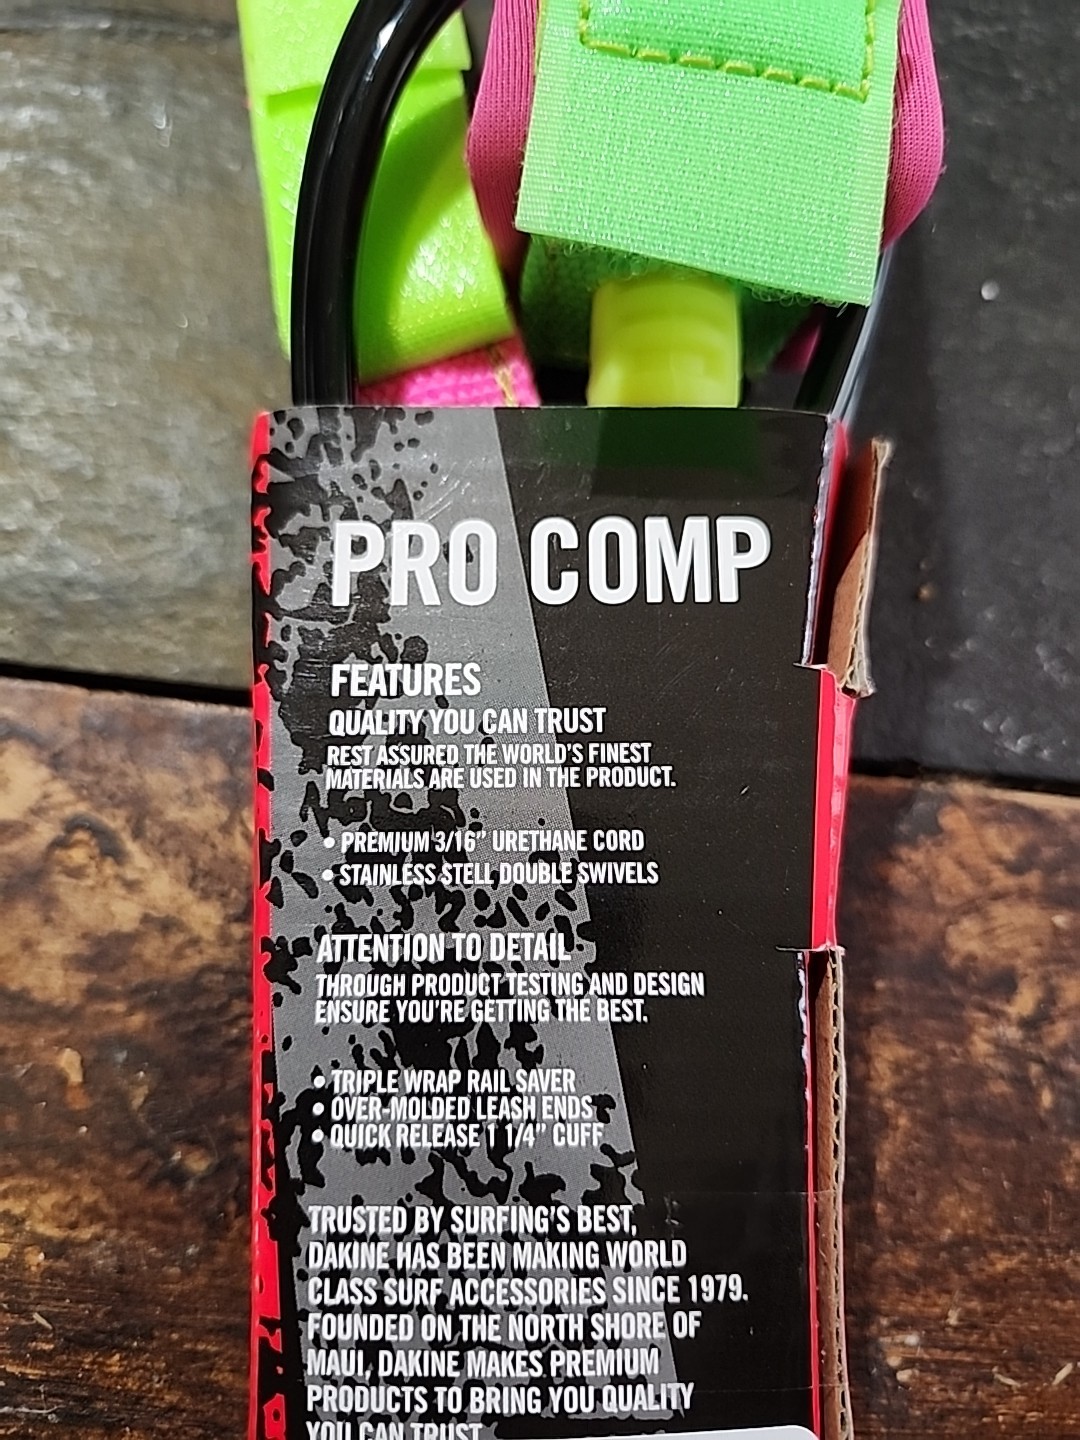 PRO COMP
FEATURES
QUALITY YOU CAN TRUST
REST ASSURED THE WORLD'S FINEST
MATERIALS ARE USED IN THE PRODUCT.
• PREMIUM 3/16" URETHANE CORD
• STAINLESS STELL DOUBLE SWIVELS
ATTENTION TO DETAIL
THROUGH PRODUCT TESTING AND DESIGN
ENSURE YOU'RE GETTING THE BEST.
• TRIPLE WRAP RAIL SAVER
• OVER-MOLDED LEASH ENDS
• QUICK RELEASE 1 1/4" CUFF
TRUSTED BY SURFING'S BEST,
DAKINE HAS BEEN MAKING WORLD
CLASS SURF ACCESSORIES SINCE 1979.
FOUNDED ON THE NORTH SHORE OF
MAUI, DAKINE MAKES PREMIUM
PRODUCTS TO BRING YOU QUALITY
YOU CAN TRUST